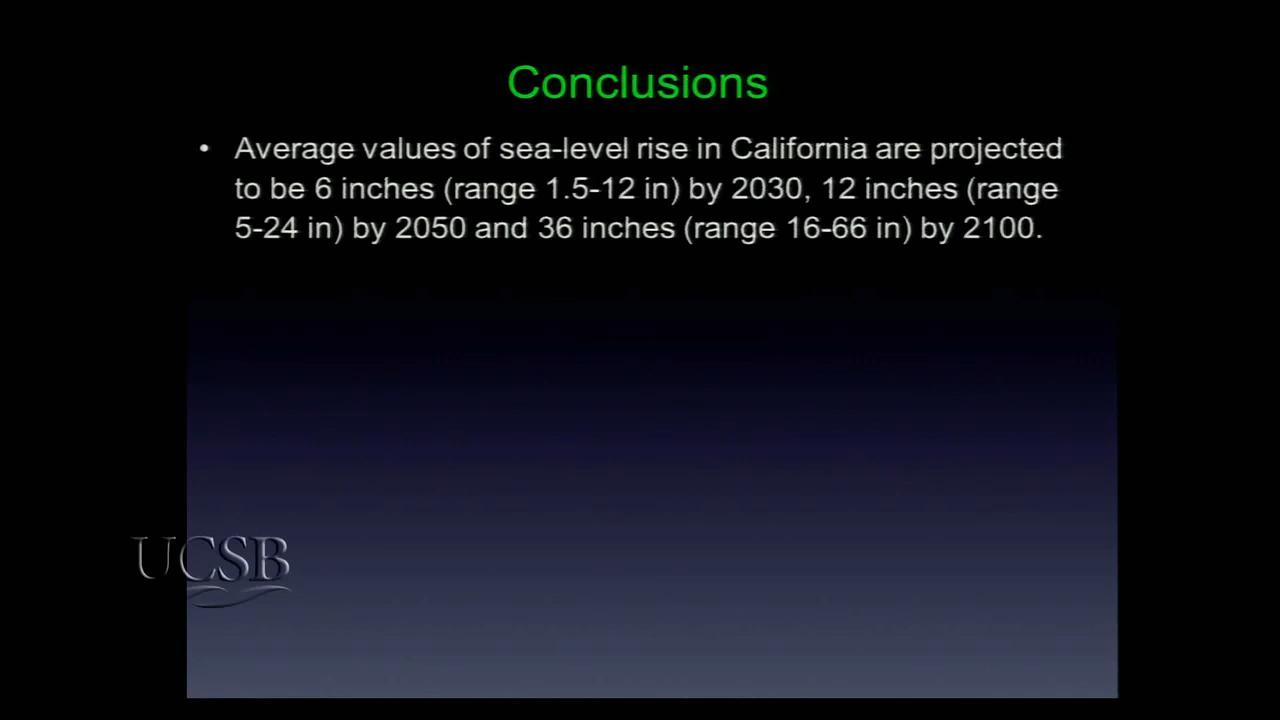 Conclusions
• Average values of sea-level rise in California are projected
to be 6 inches (range 1.5-12 in) by 2030, 12 inches (range
5-24 in) by 2050 and 36 inches (range 16-66 in) by 2100.
UCSB